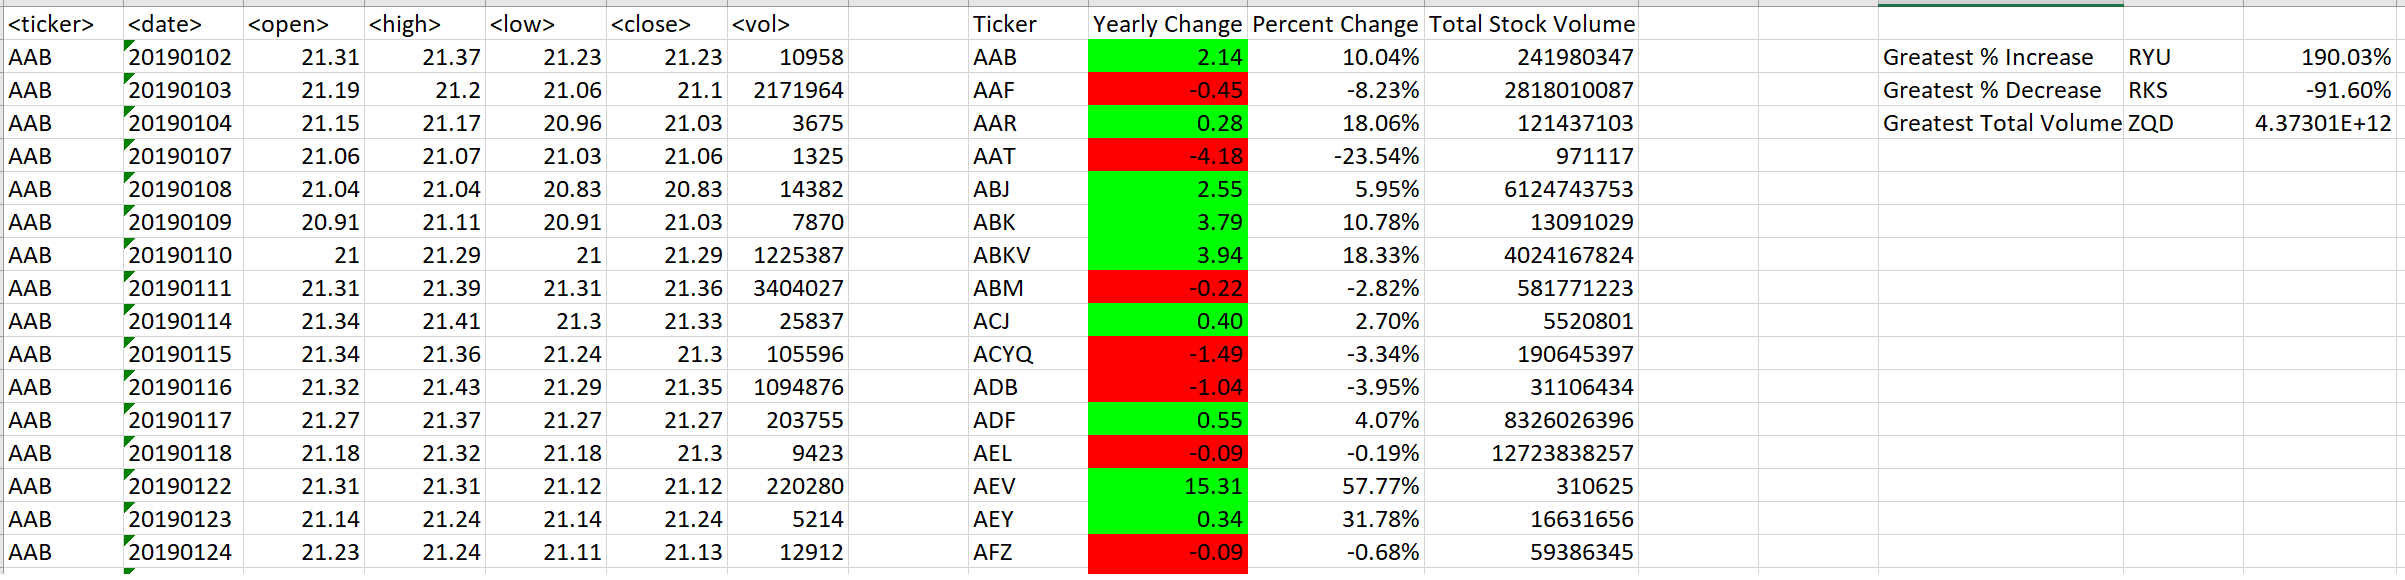 <ticker> <date> <open> <high> <low> <close> <vol> Ticker Yearly Change Percent Change Total Stock Volume
AAB 20190102 21.31 21.37 21.23 21.23 10958 AAB 2.14 10.04% 241980347 Greatest % Increase RYU 190.03%
AAB 20190103 21.19 21.2 21.06 21.1 2171964 AAF -0.45 -8.23% 2818010087 Greatest % Decrease RKS -91.60%
AAB 20190104 21.15 21.17 20.96 21.03 3675 AAR 0.28 18.06% 121437103 Greatest Total Volume ZQD 4.37301E+12
AAB 20190107 21.06 21.07 21.03 21.06 1325 AAT -4.18 -23.54% 971117
AAB 20190108 21.04 21.04 20.83 20.83 14382 ABJ 2.55 5.95% 6124743753
AAB 20190109 20.91 21.11 20.91 21.03 7870 ABK 3.79 10.78% 13091029
AAB 20190110 21 21.29 21 21.29 1225387 ABKV 3.94 18.33% 4024167824
AAB 20190111 21.31 21.39 21.31 21.36 3404027 ABM -0.22 -2.82% 581771223
AAB 20190114 21.34 21.41 21.3 21.33 25837 ACJ 0.40 2.70% 5520801
AAB 20190115 21.34 21.36 21.24 21.3 105596 ACYQ -1.49 -3.34% 190645397
AAB 20190116 21.32 21.43 21.29 21.35 1094876 ADB -1.04 -3.95% 31106434
AAB 20190117 21.27 21.37 21.27 21.27 203755 ADF 0.55 4.07% 8326026396
AAB 20190118 21.18 21.32 21.18 21.3 9423 AEL -0.09 -0.19% 12723838257
AAB 20190122 21.31 21.31 21.12 21.12 220280 AEV 15.31 57.77% 310625
AAB 20190123 21.14 21.24 21.14 21.24 5214 AEY 0.34 31.78% 16631656
AAB 20190124 21.23 21.24 21.11 21.13 12912 AFZ -0.09 -0.68% 59386345